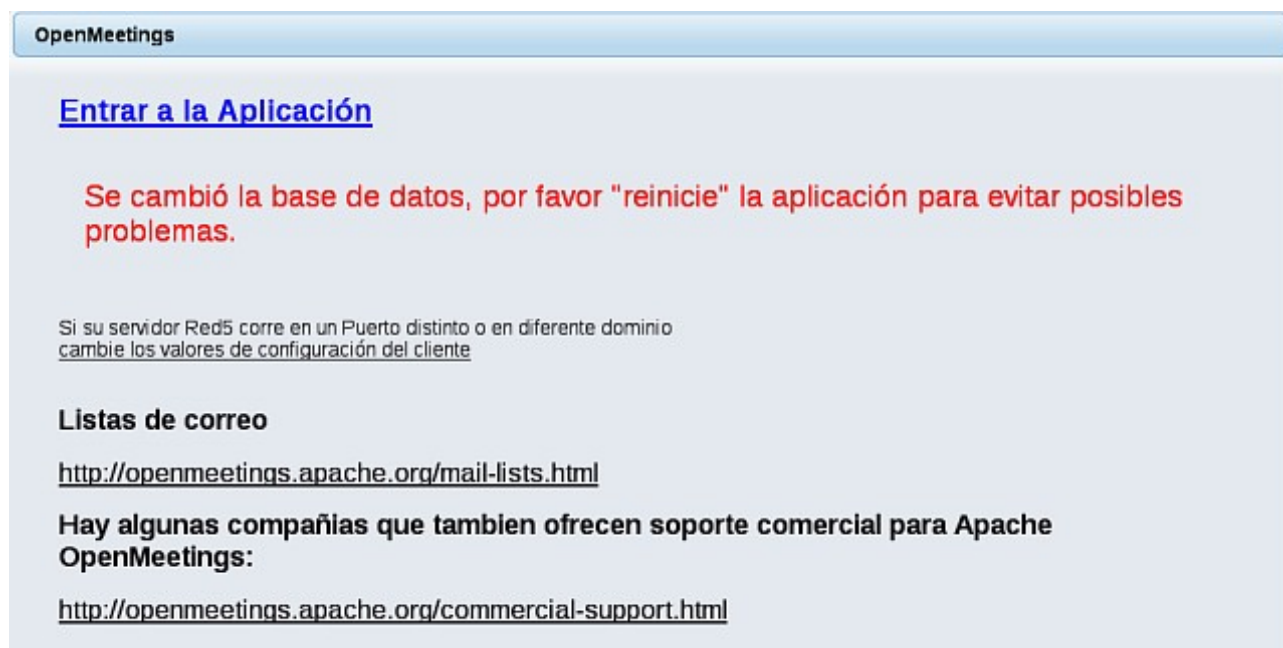 OpenMeetings
Entrar a la Aplicación
Se cambió la base de datos, por favor "reinicie" la aplicación para evitar posibles
problemas.
Si su servidor Red5 corre en un Puerto distinto o en diferente dominio
cambie los valores de configuración del cliente
Listas de correo
http://openmeetings.apache.org/mail-lists.html
Hay algunas compañias que tambien ofrecen soporte comercial para Apache
OpenMeetings:
http://openmeetings.apache.org/commercial-support.html